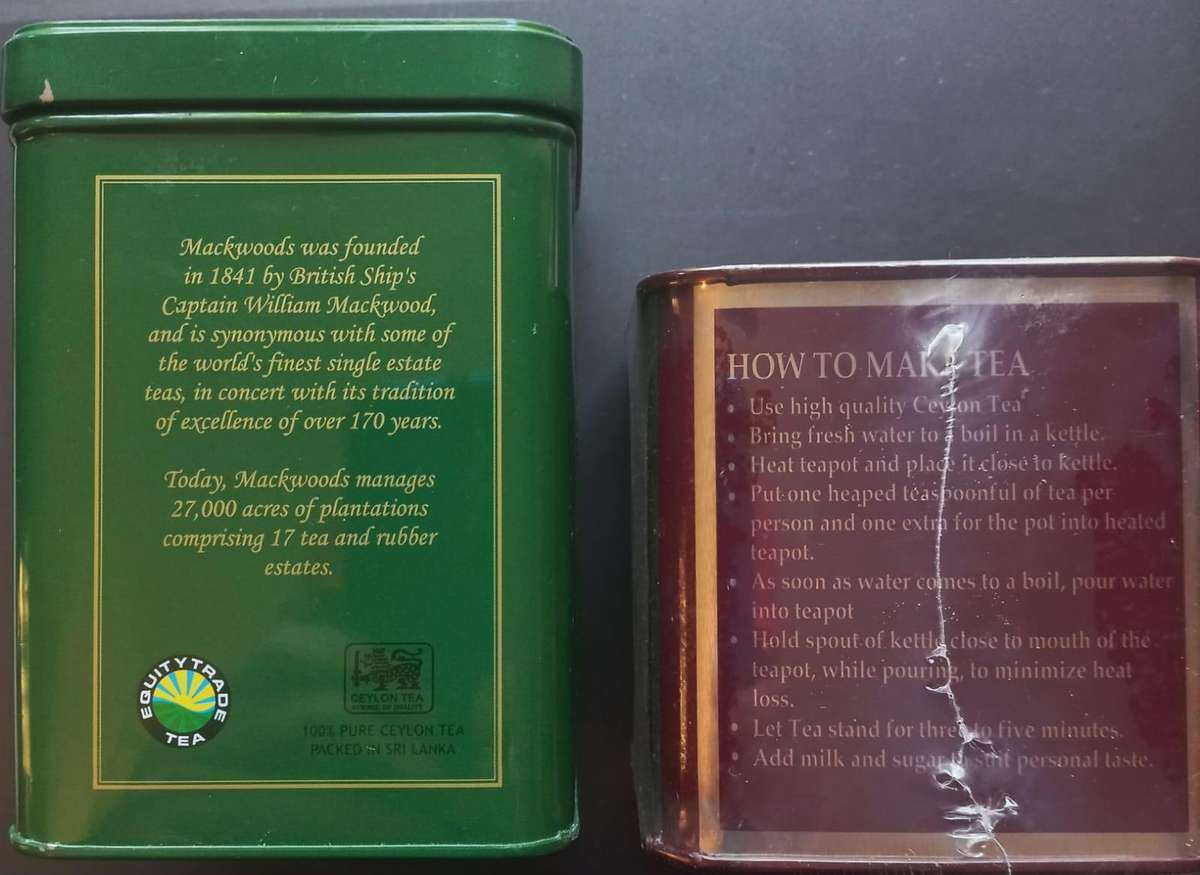 Mackwoods was founded
in 1841 by British Ship's
Captain William Mackwood,
and is synonymous with some of
the world's finest single estate
teas, in concert with its tradition
of excellence of over 170 years.
Today, Mackwoods manages
27,000 acres of plantations
comprising 17 tea and rubber
estates.
EQUITYTRADE
TEA
CEYLON TEA
SYMBOL OF QUALITY
100% PURE CEYLON TEA
PACKED IN SRI LANKA
HOW TO MAKE TEA
• Use high quality Ceylon Tea
• Bring fresh water to a boil in a kettle.
• Heat teapot and place it close to kettle.
• Put one heaped teaspoonful of tea per
person and one extra for the pot into heated
teapot.
• As soon as water comes to a boil, pour water
into teapot
• Hold spout of kettle close to mouth of the
teapot, while pouring, to minimize heat
loss.
• Let Tea stand for three to five minutes.
• Add milk and sugar to suit personal taste.